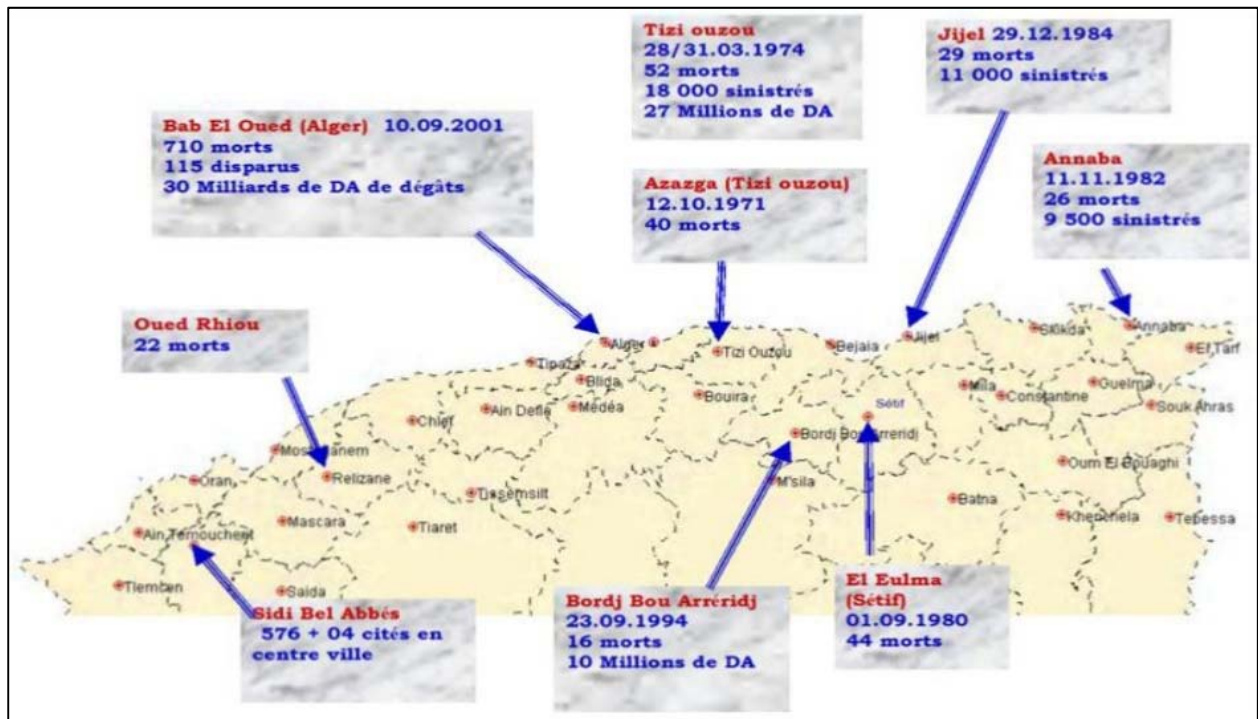 Tizi ouzou
28/31.03.1974
52 morts
18 000 sinistrés
27 Millions de DA
Jijel 29.12.1984
29 morts
11 000 sinistrés
Bab El Oued (Alger) 10.09.2001
710 morts
115 disparus
30 Milliards de DA de dégâts
Annaba
11.11.1982
26 morts
9 500 sinistrés
Azazga (Tizi ouzou)
12.10.1971
40 morts
Oued Rhiou
22 morts
Alger
Tizi Ouzou
Bejaia
Jijel
Skikda
Annaba
El Tarf
Tipaza
Blida
Médéa
Bouira
Mila
Constantine
Guelma
Souk Ahras
Sétif
Chlef
Ain Defla
Bordj Bou Arreridj
Mostaganem
Relizane
Oran
Tissemsilt
M'sila
Oum El Bouaghi
Batna
Khenchela
Tebessa
Mascara
Tiaret
Ain Temouchent
Tlemcen
Saida
Sidi Bel Abbés
576 + 04 cités en
centre ville
Bordj Bou Arréridj
23.09.1994
16 morts
10 Millions de DA
El Eulma
(Sétif)
01.09.1980
44 morts